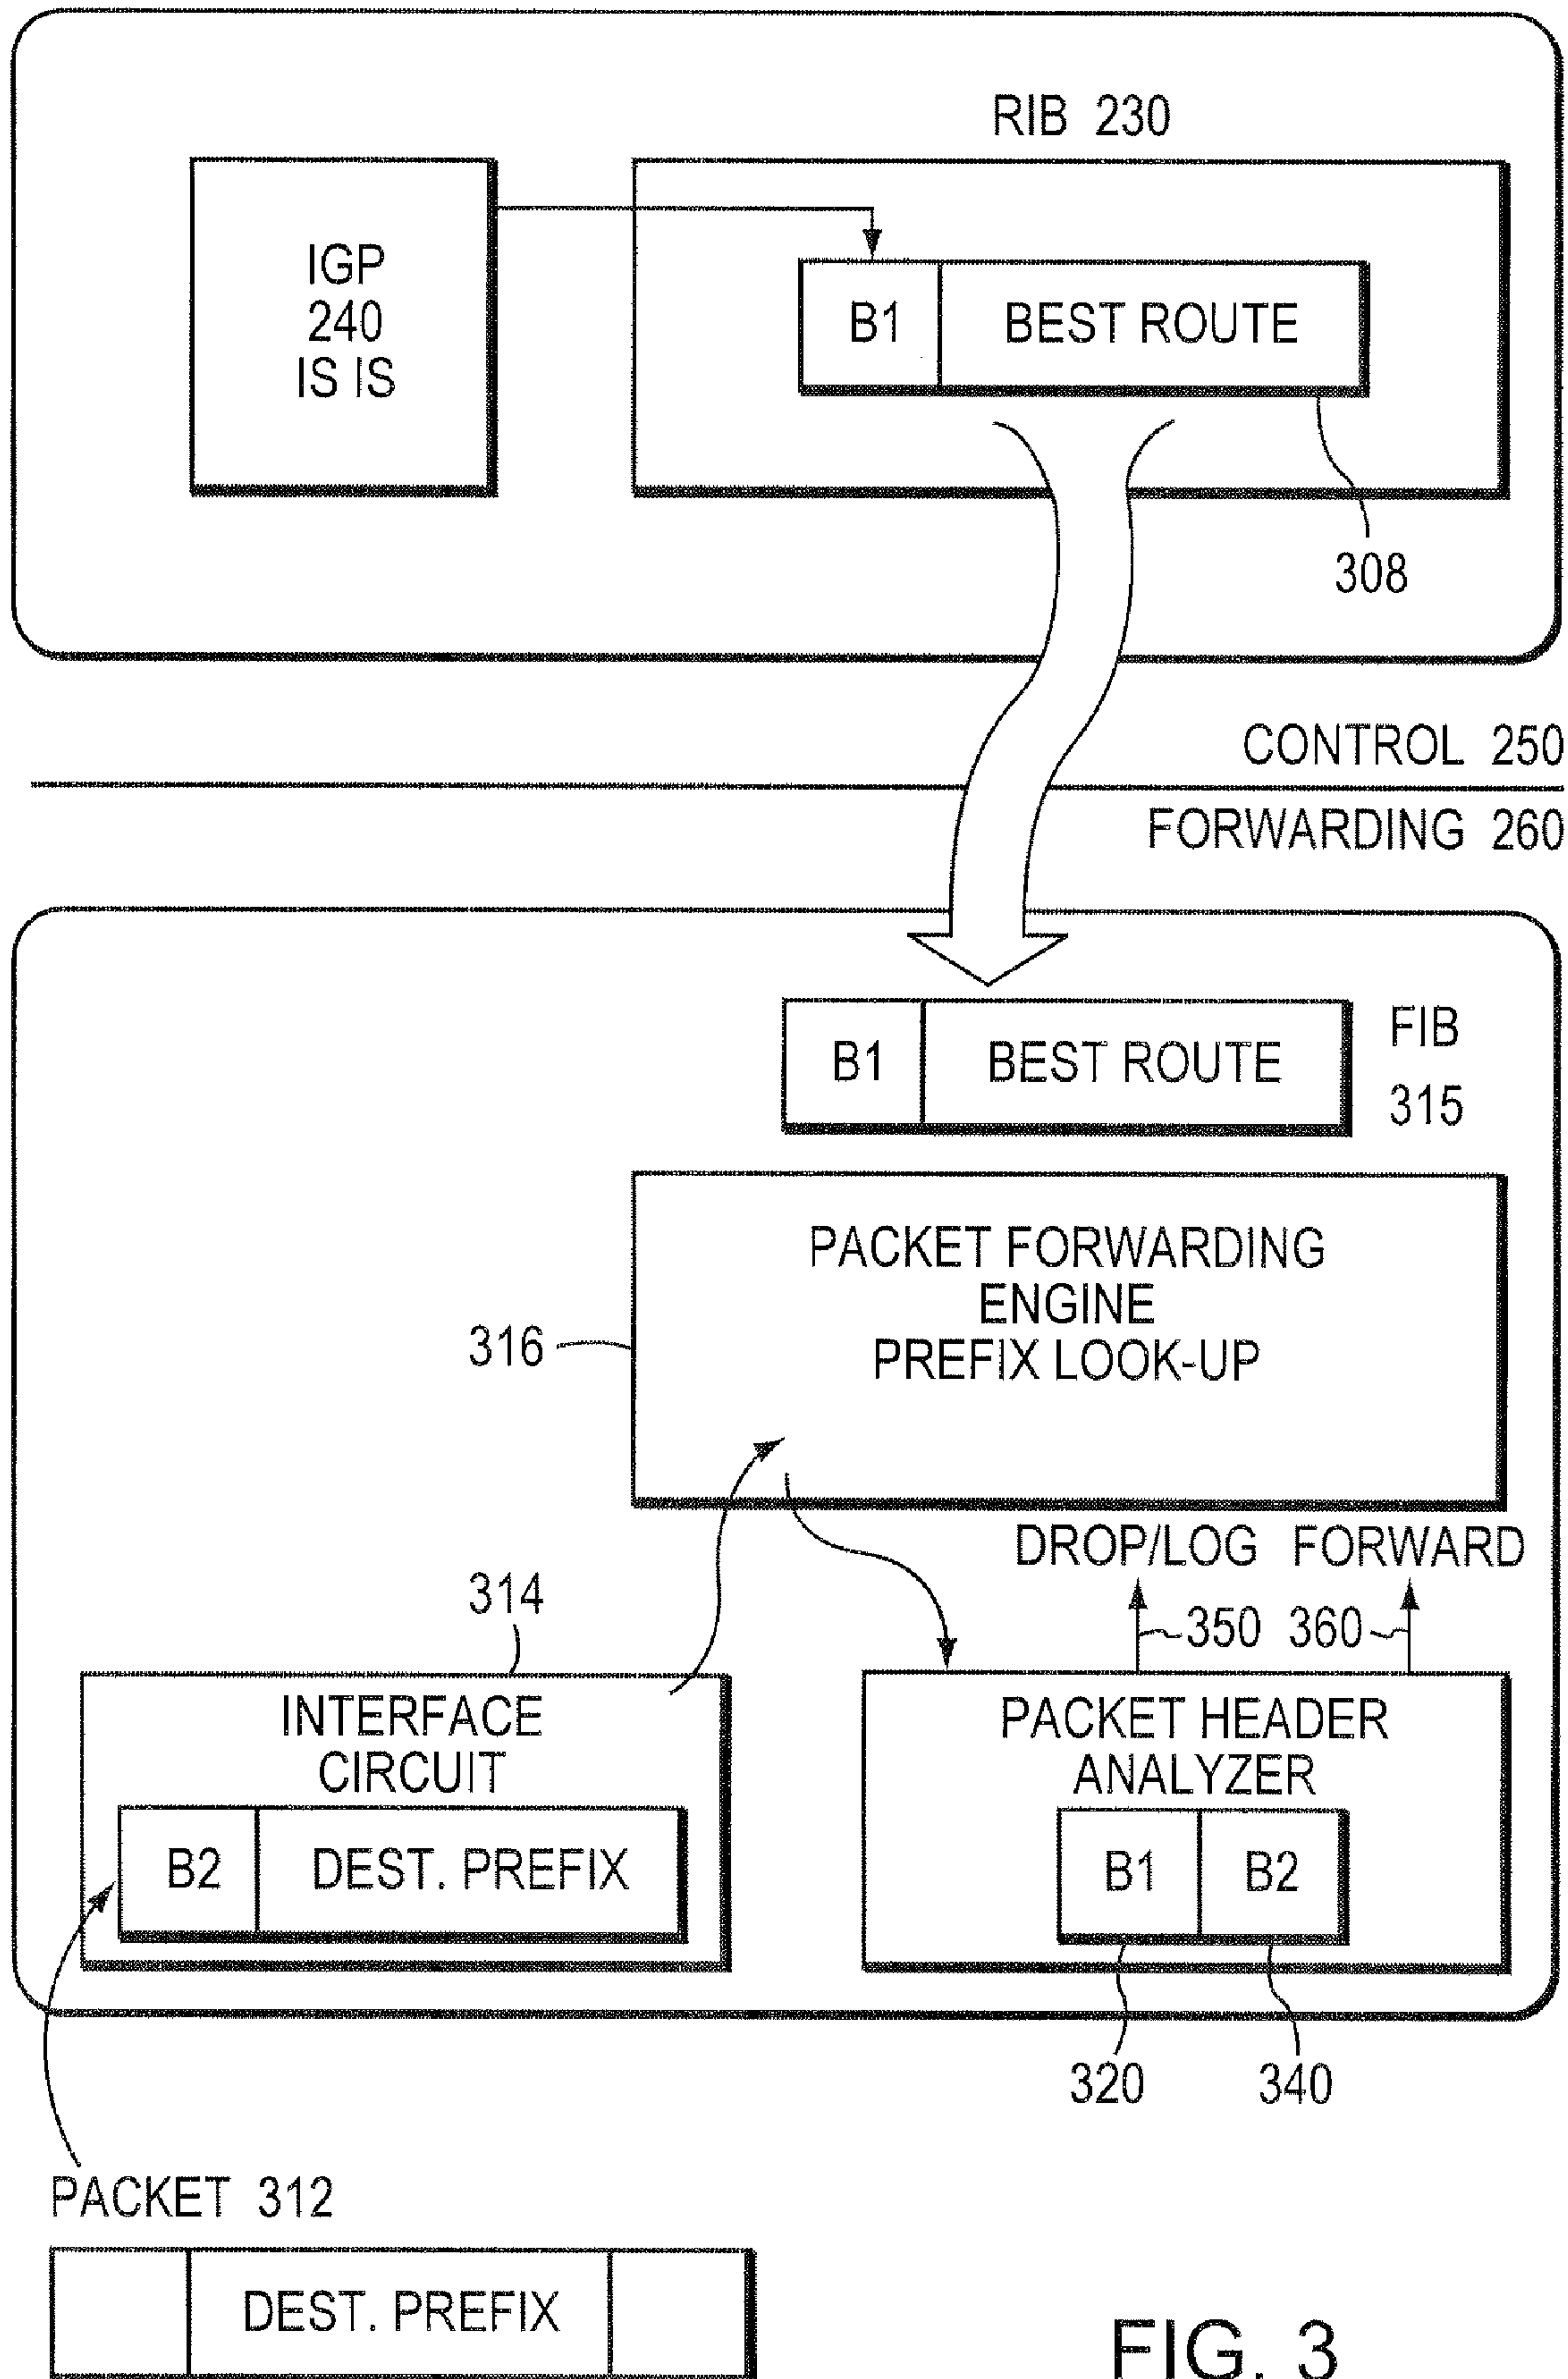 RIB 230
IGP
240
IS IS
B1
BEST ROUTE
308
CONTROL 250
FORWARDING 260
B1
BEST ROUTE
FIB
315
PACKET FORWARDING
ENGINE
PREFIX LOOK-UP
316
DROP/LOG FORWARD
350 360
314
INTERFACE
CIRCUIT
B2
DEST. PREFIX
PACKET HEADER
ANALYZER
B1
B2
320
340
PACKET 312
DEST. PREFIX
FIG. 3